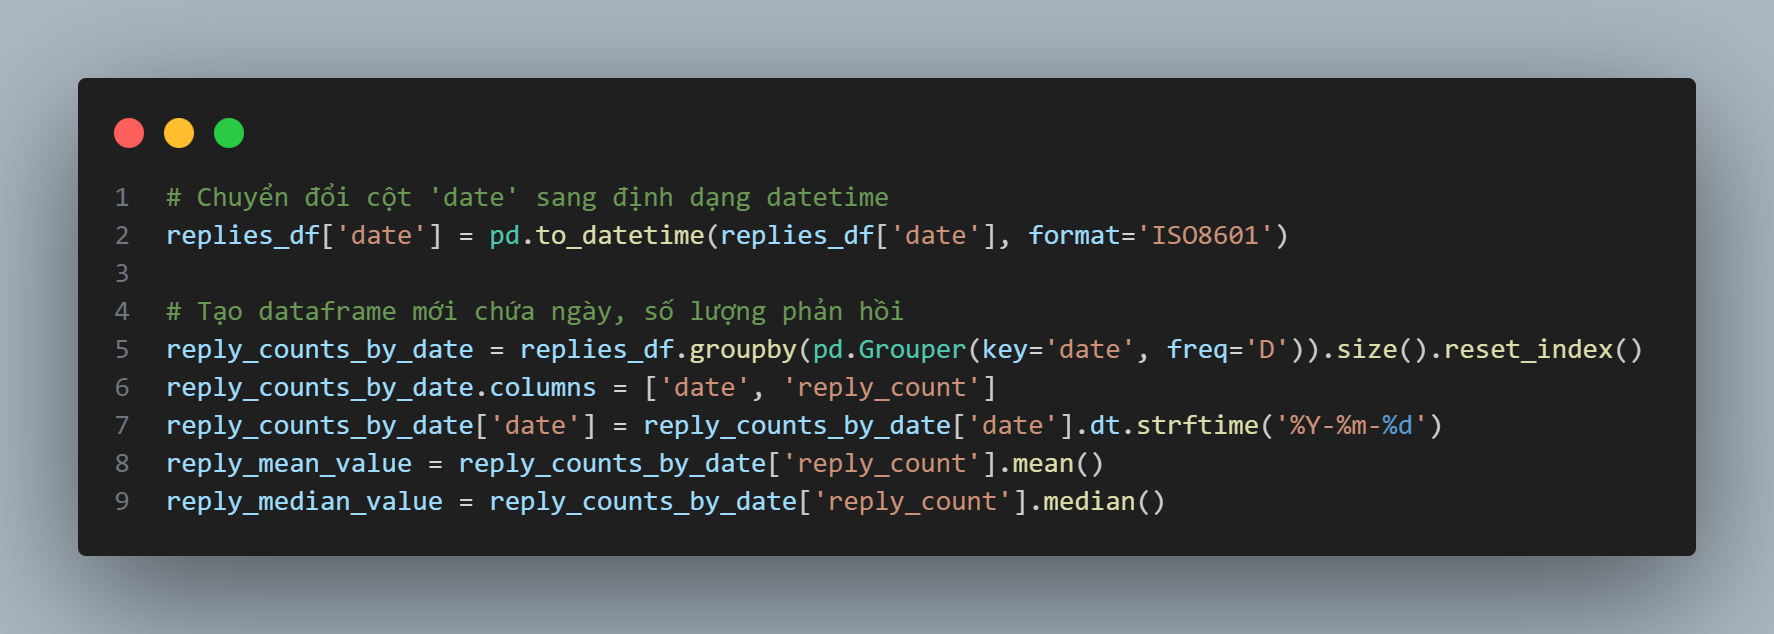 1 # Chuyển đổi cột 'date' sang định dạng datetime
2 replies_df['date'] = pd.to_datetime(replies_df['date'], format='ISO8601')
3
4 # Tạo dataframe mới chứa ngày, số lượng phản hồi
5 reply_counts_by_date = replies_df.groupby(pd.Grouper(key='date', freq='D')).size().reset_index()
6 reply_counts_by_date.columns = ['date', 'reply_count']
7 reply_counts_by_date['date'] = reply_counts_by_date['date'].dt.strftime('%Y-%m-%d')
8 reply_mean_value = reply_counts_by_date['reply_count'].mean()
9 reply_median_value = reply_counts_by_date['reply_count'].median()